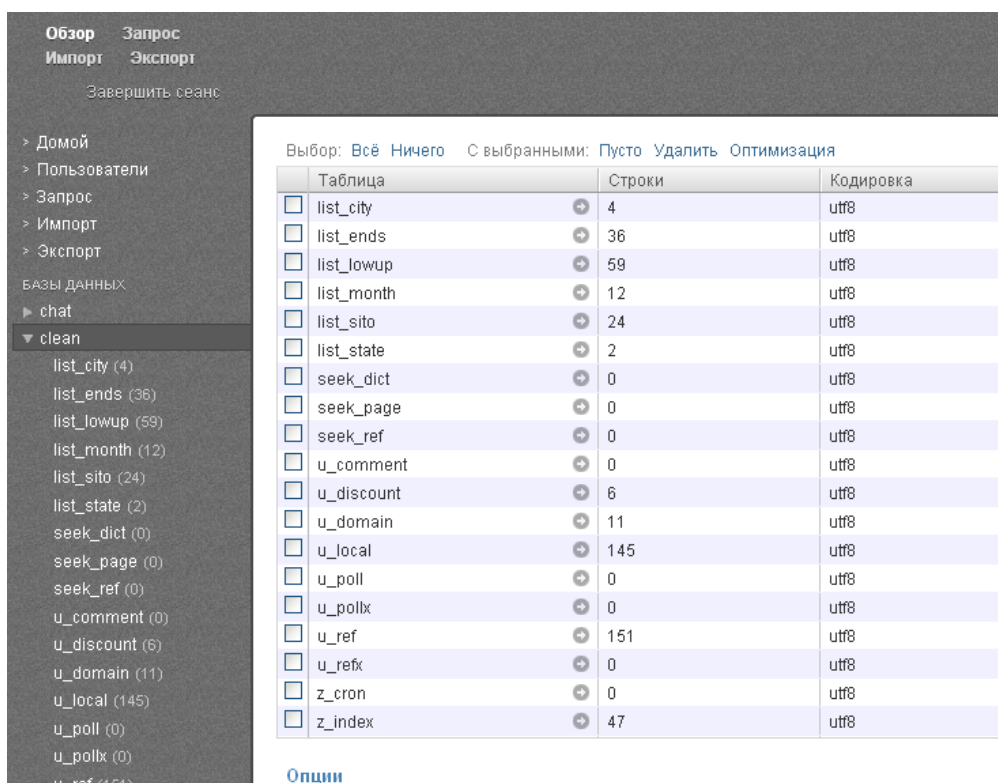 Обзор Запрос
Импорт Экспорт
Завершить сеанс
> Домой
> Пользователи
> Запрос
> Импорт
> Экспорт
БАЗЫ ДАННЫХ
chat
clean
list_city (4)
list_ends (36)
list_lowup (59)
list_month (12)
list_sito (24)
list_state (2)
seek_dict (0)
seek_page (0)
seek_ref (0)
u_comment (0)
u_discount (6)
u_domain (11)
u_local (145)
u_poll (0)
u_pollx (0)
u_ref (151)
Выбор: Всё Ничего С выбранными: Пусто Удалить Оптимизация
Таблица Строки Кодировка
list_city 4 utf8
list_ends 36 utf8
list_lowup 59 utf8
list_month 12 utf8
list_sito 24 utf8
list_state 2 utf8
seek_dict 0 utf8
seek_page 0 utf8
seek_ref 0 utf8
u_comment 0 utf8
u_discount 6 utf8
u_domain 11 utf8
u_local 145 utf8
u_poll 0 utf8
u_pollx 0 utf8
u_ref 151 utf8
u_refx 0 utf8
z_cron 0 utf8
z_index 47 utf8
Опции